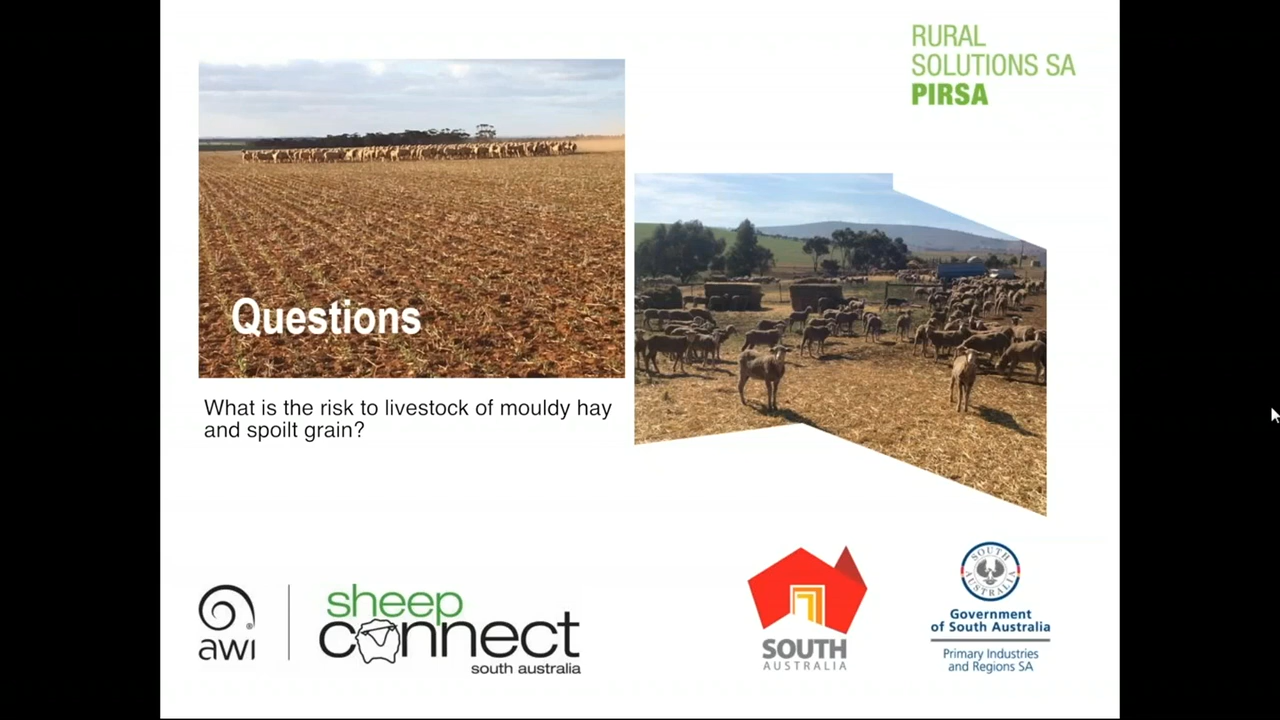 RURAL
SOLUTIONS SA
PIRSA
Questions
What is the risk to livestock of mouldy hay
and spoilt grain?
awi
®
sheep
connect
south australia
SOUTH
AUSTRALIA
SOUTH
AUSTRALIA
Government
of South Australia
Primary Industries
and Regions SA